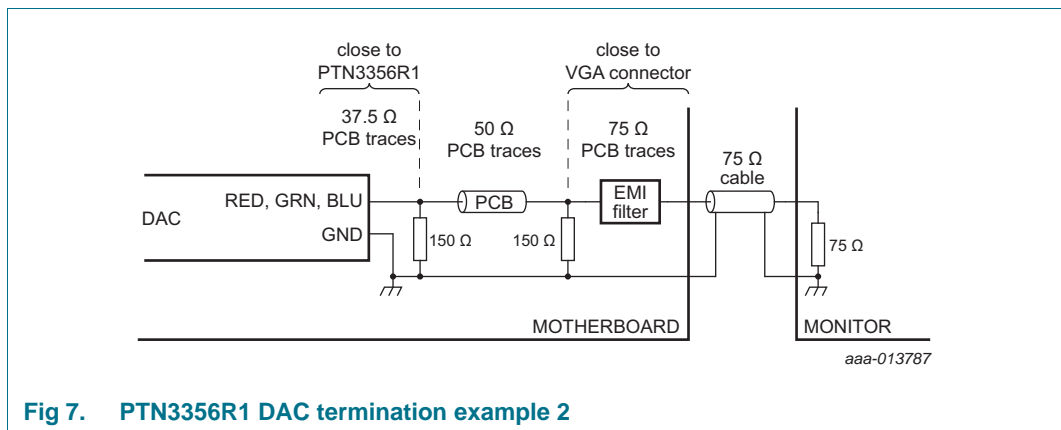 close to
PTN3356R1
close to
VGA connector
37.5 Ω
PCB traces
50 Ω
PCB traces
75 Ω
PCB traces
75 Ω
cable
DAC
RED, GRN, BLU
GND
PCB
EMI
filter
150 Ω
150 Ω
75 Ω
MOTHERBOARD
MONITOR
aaa-013787
Fig 7. PTN3356R1 DAC termination example 2